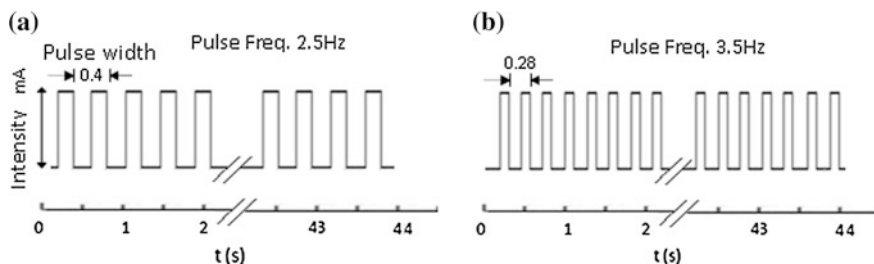 (a)
Pulse Freq. 2.5Hz
Pulse width
0.4
Intensity mA
0 1 2 43 44
t (s)
(b)
Pulse Freq. 3.5Hz
0.28
0 1 2 43 44
t (s)